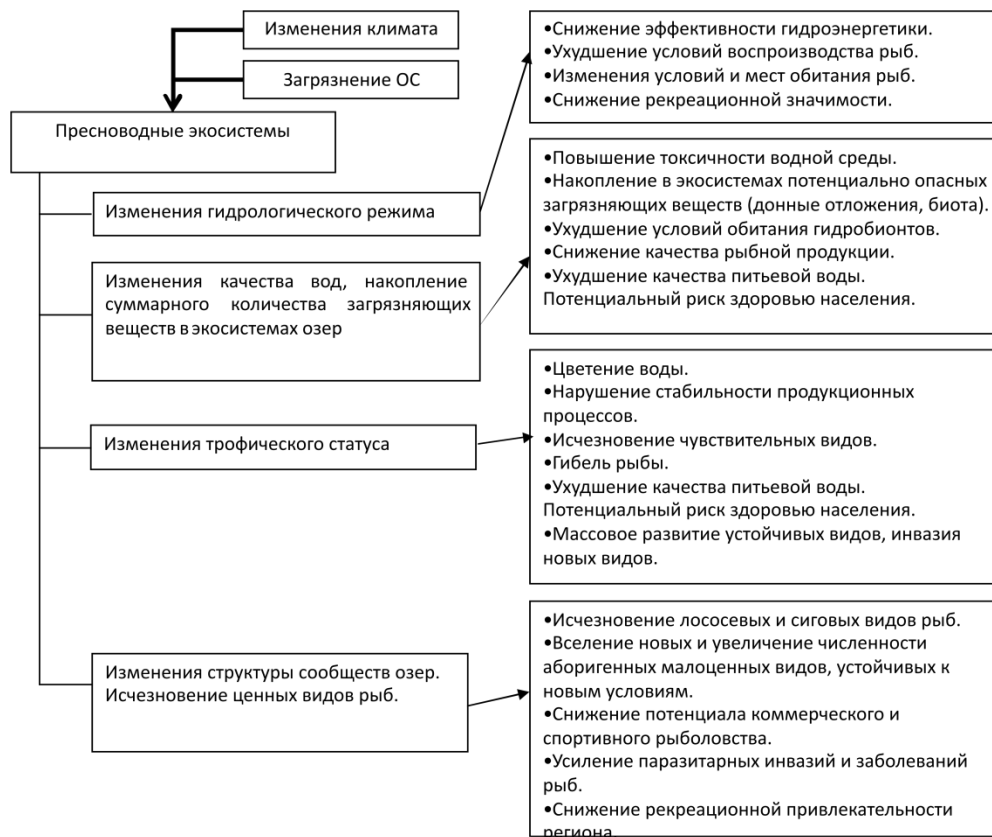 Изменения климата
Загрязнение ОС
Пресноводные экосистемы
Изменения гидрологического режима
•Снижение эффективности гидроэнергетики.
•Ухудшение условий воспроизводства рыб.
•Изменения условий и мест обитания рыб.
•Снижение рекреационной значимости.
Изменения качества вод, накопление
суммарного количества загрязняющих
веществ в экосистемах озер
•Повышение токсичности водной среды.
•Накопление в экосистемах потенциально опасных
загрязняющих веществ (донные отложения, биота).
•Ухудшение условий обитания гидробионтов.
•Снижение качества рыбной продукции.
•Ухудшение качества питьевой воды.
Потенциальный риск здоровью населения.
Изменения трофического статуса
•Цветение воды.
•Нарушение стабильности продукционных
процессов.
•Исчезновение чувствительных видов.
•Гибель рыбы.
•Ухудшение качества питьевой воды.
Потенциальный риск здоровью населения.
•Массовое развитие устойчивых видов, инвазия
новых видов.
Изменения структуры сообществ озер.
Исчезновение ценных видов рыб.
•Исчезновение лососевых и сиговых видов рыб.
•Вселение новых и увеличение численности
аборигенных малоценных видов, устойчивых к
новым условиям.
•Снижение потенциала коммерческого и
спортивного рыболовства.
•Усиление паразитарных инвазий и заболеваний
рыб.
•Снижение рекреационной привлекательности
региона